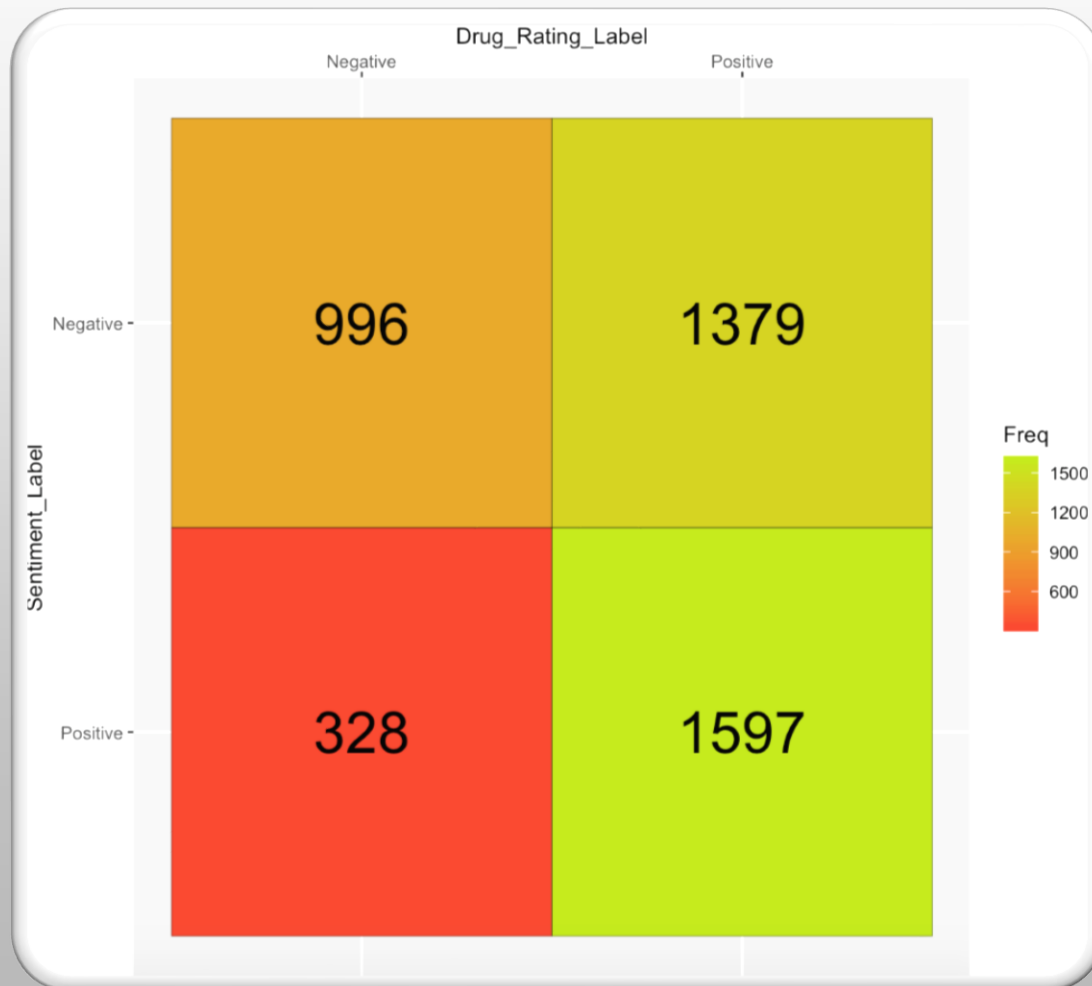 Drug_Rating_Label
Negative Positive
Negative 996 1379
Sentiment_Label
Positive 328 1597
Freq
1500
1200
900
600